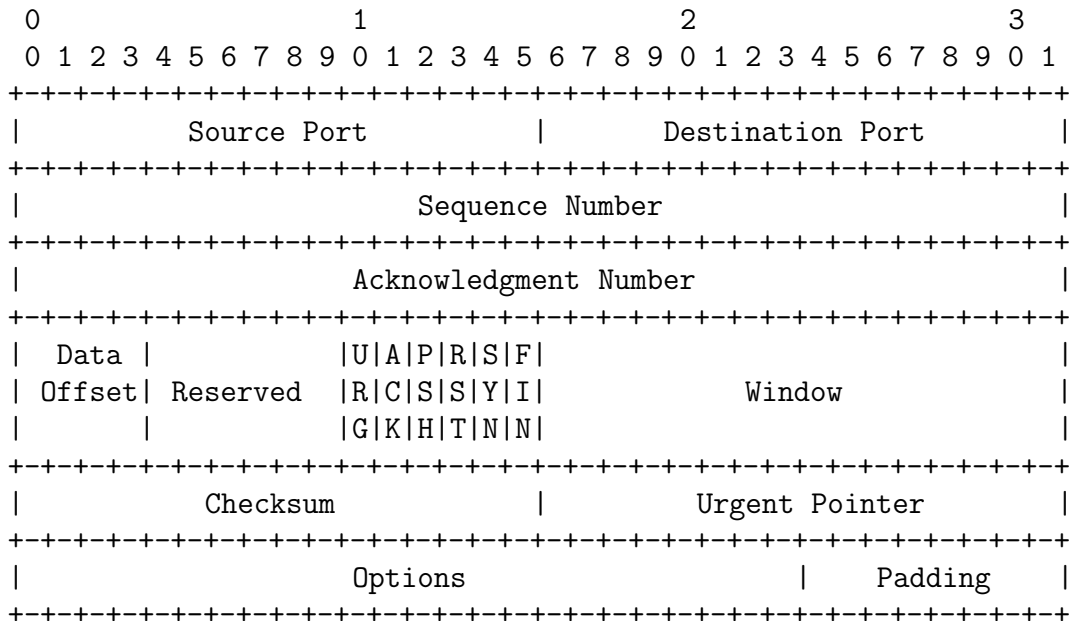 0                   1                   2                   3
 0 1 2 3 4 5 6 7 8 9 0 1 2 3 4 5 6 7 8 9 0 1 2 3 4 5 6 7 8 9 0 1
+-+-+-+-+-+-+-+-+-+-+-+-+-+-+-+-+-+-+-+-+-+-+-+-+-+-+-+-+-+-+-+-+
|          Source Port          |       Destination Port        |
+-+-+-+-+-+-+-+-+-+-+-+-+-+-+-+-+-+-+-+-+-+-+-+-+-+-+-+-+-+-+-+-+
|                        Sequence Number                        |
+-+-+-+-+-+-+-+-+-+-+-+-+-+-+-+-+-+-+-+-+-+-+-+-+-+-+-+-+-+-+-+-+
|                    Acknowledgment Number                      |
+-+-+-+-+-+-+-+-+-+-+-+-+-+-+-+-+-+-+-+-+-+-+-+-+-+-+-+-+-+-+-+-+
|  Data |           |U|A|P|R|S|F|                               |
| Offset| Reserved  |R|C|S|S|Y|I|            Window             |
|       |           |G|K|H|T|N|N|                               |
+-+-+-+-+-+-+-+-+-+-+-+-+-+-+-+-+-+-+-+-+-+-+-+-+-+-+-+-+-+-+-+-+
|           Checksum            |         Urgent Pointer        |
+-+-+-+-+-+-+-+-+-+-+-+-+-+-+-+-+-+-+-+-+-+-+-+-+-+-+-+-+-+-+-+-+
|                    Options                    |    Padding    |
+-+-+-+-+-+-+-+-+-+-+-+-+-+-+-+-+-+-+-+-+-+-+-+-+-+-+-+-+-+-+-+-+